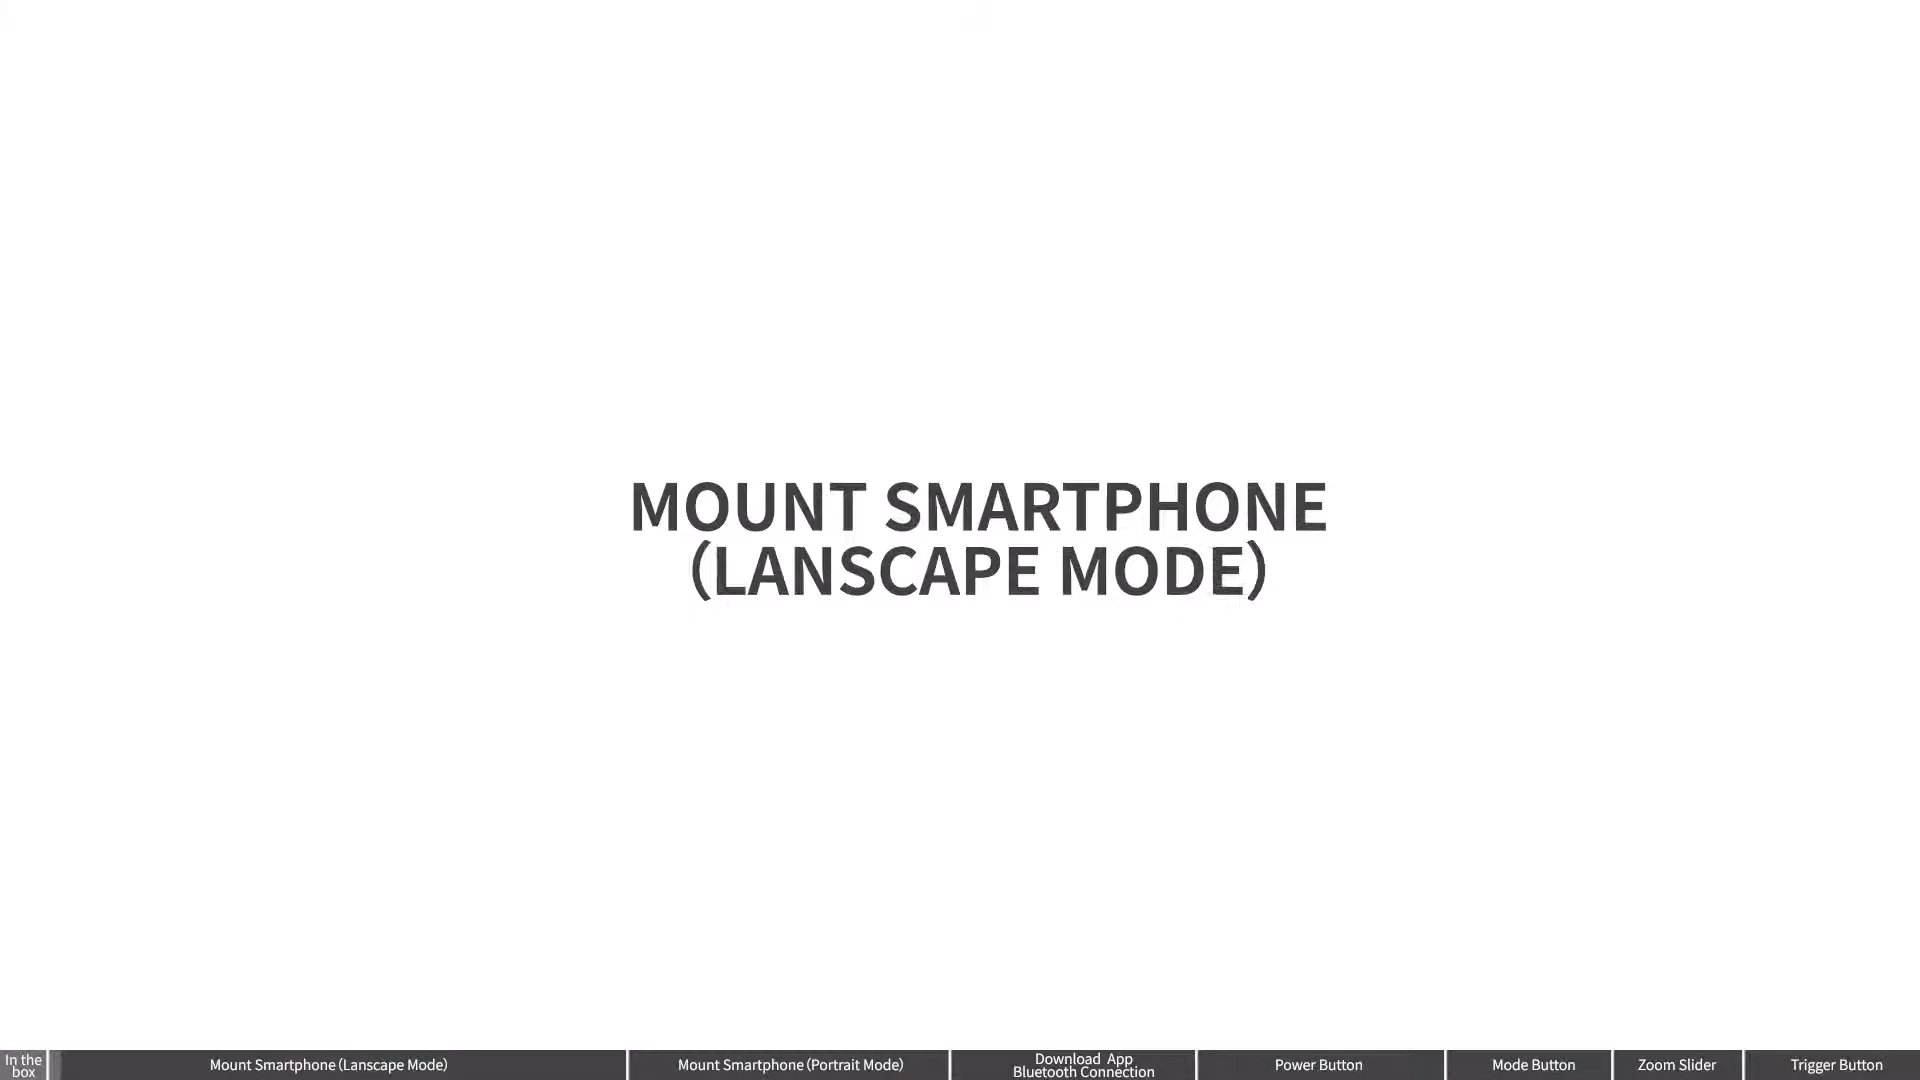 MOUNT SMARTPHONE
(LANSCAPE MODE)
In the
box
Mount Smartphone (Lanscape Mode)
Mount Smartphone (Portrait Mode)
Download App
Bluetooth Connection
Power Button
Mode Button
Zoom Slider
Trigger Button